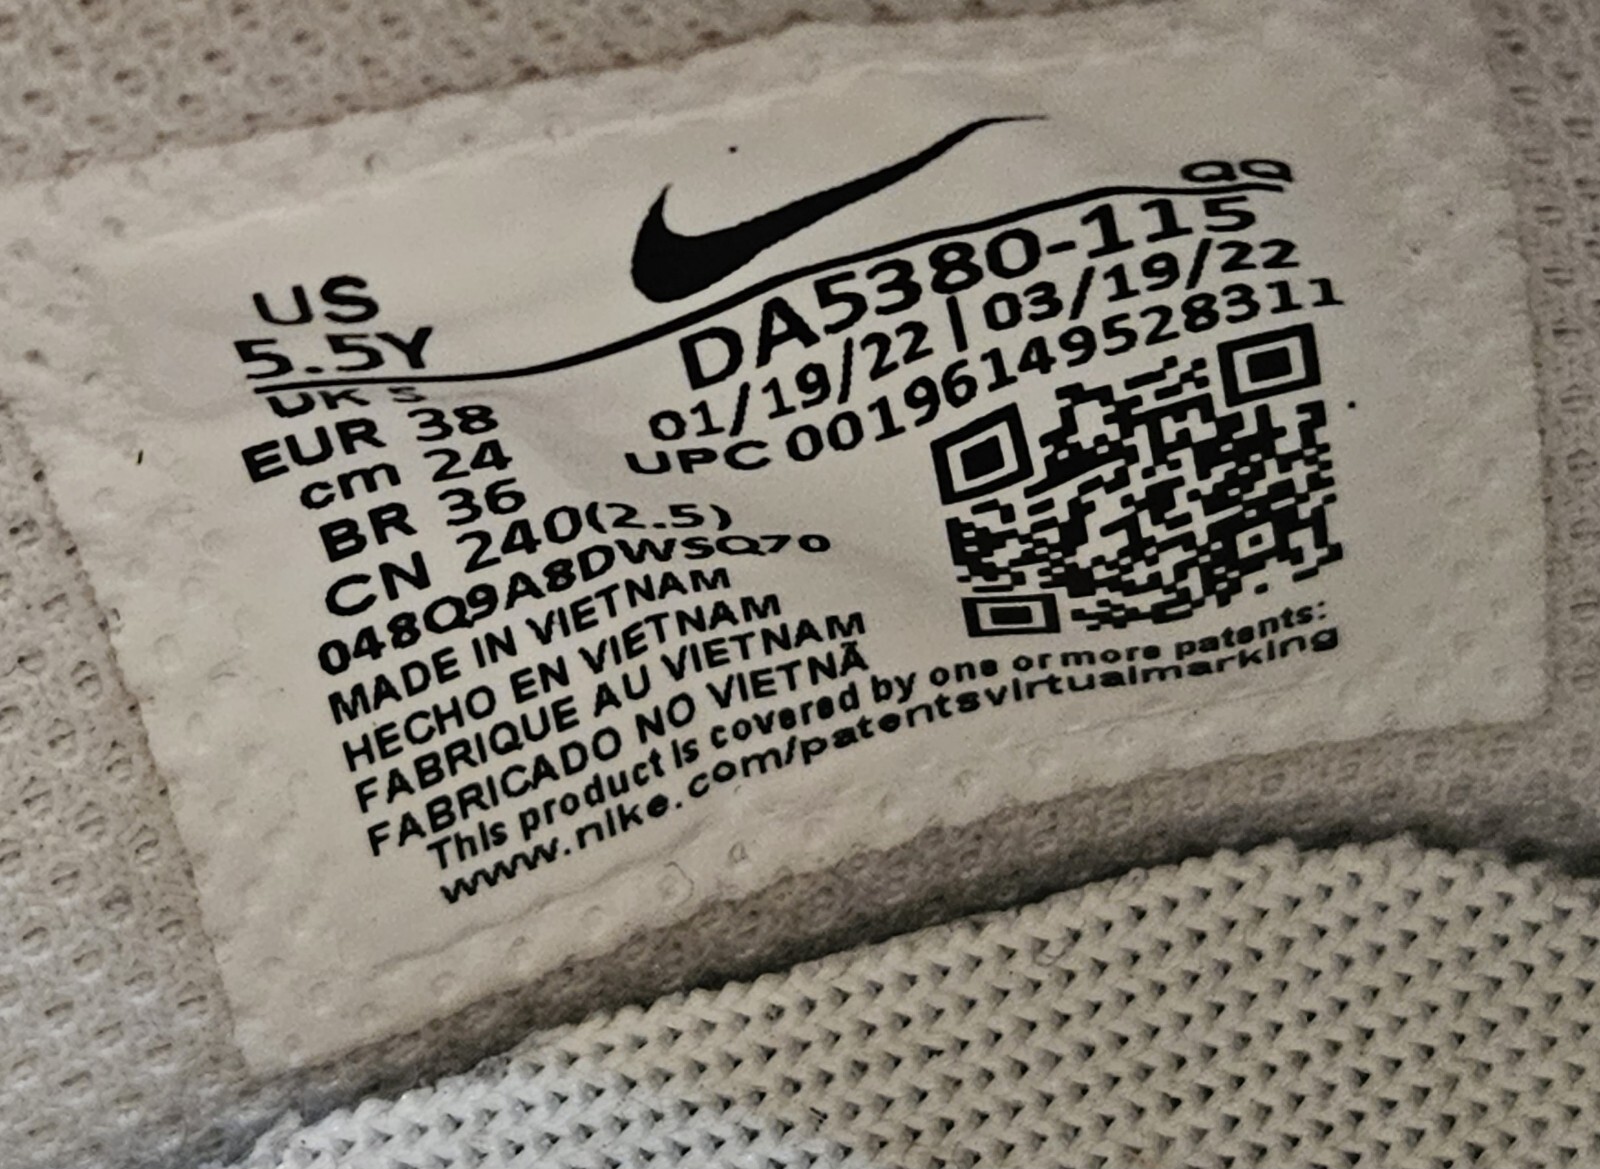 QQ
US
5.5Y
UK 5
EUR 38
cm 24
BR 36
CN 240(2.5)
DA5380-115
01/19/22 | 03/19/22
UPC 00196149528311
048Q9A8DWSQ70
MADE IN VIETNAM
HECHO EN VIETNAM
FABRIQUE AU VIETNAM
FABRICADO NO VIETNÃ
This product is covered by one or more patents:
www.nike.com/patentsvirtualmarking